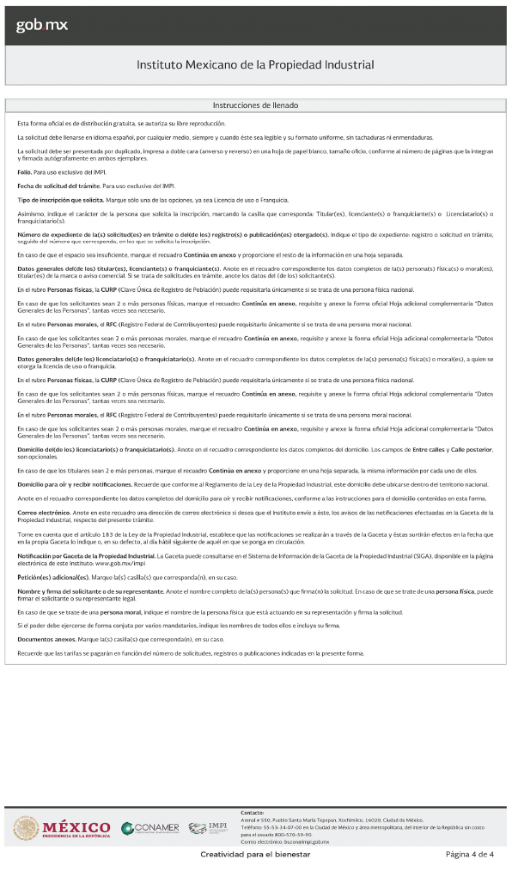 gob.mx
Instituto Mexicano de la Propiedad Industrial
Instrucciones de llenado
Esta forma oficial es de distribución gratuita, se autoriza su libre reproducción.
La solicitud debe llenarse en idioma español, por cualquier medio, siempre y cuando éste sea legible y su formato uniforme, sin tachaduras ni enmendaduras.
La solicitud debe ser presentada por duplicado, impresa a doble cara (anverso y reverso) en una hoja de papel blanco, tamaño oficio, conforme al número de páginas que la integran
y firmada autógrafamente en ambos ejemplares.
Folio. Para uso exclusivo del IMPI.
Fecha de solicitud del trámite. Para uso exclusivo del IMPI.
Tipo de inscripción que solicita. Marque sólo una de las opciones, ya sea Licencia de uso o Franquicia.
Asimismo, indique el carácter de la persona que solicita la inscripción, marcando la casilla que corresponda: Titular(es), licenciante(s) o franquiciante(s) o Licenciatario(s) o
franquiciatario(s).
Número de expediente de la(s) solicitud(es) en trámite o del(de los) registro(s) o publicación(es) otorgado(s). Indique el tipo de expediente: registro o solicitud en trámite,
seguido del número que corresponda, en los que se solicita la inscripción.
En caso de que el espacio sea insuficiente, marque el recuadro Continúa en anexo y proporcione el resto de la información en una hoja separada.
Datos generales del(de los) titular(es), licenciante(s) o franquiciante(s). Anote en el recuadro correspondiente los datos completos de la(s) persona(s) física(s) o moral(es),
titular(es) de la marca o aviso comercial. Si se trata de solicitudes en trámite, anote los datos del (de los) solicitante(s).
En el rubro Personas físicas, la CURP (Clave Única de Registro de Población) puede requisitarla únicamente si se trata de una persona física nacional.
En caso de que los solicitantes sean 2 o más personas físicas, marque el recuadro Continúa en anexo, requisite y anexe la forma oficial Hoja adicional complementaria "Datos
Generales de las Personas", tantas veces sea necesario.
En el rubro Personas morales, el RFC (Registro Federal de Contribuyentes) puede requisitarlo únicamente si se trata de una persona moral nacional.
En caso de que los solicitantes sean 2 o más personas morales, marque el recuadro Continúa en anexo, requisite y anexe la forma oficial Hoja adicional complementaria "Datos
Generales de las Personas", tantas veces sea necesario.
Datos generales del(de los) licenciatario(s) o franquiciatario(s). Anote en el recuadro correspondiente los datos completos de la(s) persona(s) física(s) o moral(es), a quien se
otorga la licencia de uso o franquicia.
En el rubro Personas físicas, la CURP (Clave Única de Registro de Población) puede requisitarla únicamente si se trata de una persona física nacional.
En caso de que los solicitantes sean 2 o más personas físicas, marque el recuadro Continúa en anexo, requisite y anexe la forma oficial Hoja adicional complementaria "Datos
Generales de las Personas", tantas veces sea necesario.
En el rubro Personas morales, el RFC (Registro Federal de Contribuyentes) puede requisitarlo únicamente si se trata de una persona moral nacional.
En caso de que los solicitantes sean 2 o más personas morales, marque el recuadro Continúa en anexo, requisite y anexe la forma oficial Hoja adicional complementaria "Datos
Generales de las Personas", tantas veces sea necesario.
Domicilio del(de los) licenciatario(s) o franquiciatario(s). Anote en el recuadro correspondiente los datos completos del domicilio. Los campos de Entre calles y Calle posterior,
son opcionales.
En caso de que los titulares sean 2 o más personas, marque el recuadro Continúa en anexo y proporcione en una hoja separada, la misma información por cada uno de ellos.
Domicilio para oír y recibir notificaciones. Recuerde que conforme al Reglamento de la Ley de la Propiedad Industrial, este domicilio debe ubicarse dentro del territorio nacional.
Anote en el recuadro correspondiente los datos completos del domicilio para oír y recibir notificaciones, conforme a las instrucciones para el domicilio contenidas en esta forma.
Correo electrónico. Anote en este recuadro una dirección de correo electrónico si desea que el Instituto envíe a éste, los avisos de las notificaciones efectuadas en la Gaceta de la
Propiedad Industrial, respecto del presente trámite.
Tome en cuenta que el artículo 183 de la Ley de la Propiedad Industrial, establece que las notificaciones se realizarán a través de la Gaceta y éstas surtirán efectos en la fecha que
en la propia Gaceta lo indique o, en su defecto, al día hábil siguiente de aquél en que se ponga en circulación.
Notificación por Gaceta de la Propiedad Industrial. La Gaceta puede consultarse en el Sistema de Información de la Gaceta de la Propiedad Industrial (SIGA), disponible en la página
electrónica de este Instituto: www.gob.mx/impi
Petición(es) adicional(es). Marque la(s) casilla(s) que corresponda(n), en su caso.
Nombre y firma del solicitante o de su representante. Anote el nombre completo de la(s) persona(s) que firma(n) la solicitud. En caso de que se trate de una persona física, puede
firmar el solicitante o su representante legal.
En caso de que se trate de una persona moral, indique el nombre de la persona física que está actuando en su representación y firma la solicitud.
Si el poder debe ejercerse de forma conjuta por varios mandatarios, indique los nombres de todos ellos e incluya su firma.
Documentos anexos. Marque la(s) casilla(s) que corresponda(n), en su caso.
Recuerde que las tarifas se pagarán en función del número de solicitudes, registros o publicaciones indicadas en la presente forma.
MÉXICO
PRESIDENCIA DE LA REPÚBLICA
CONAMER
IMPI
Contacto:
Arenal # 550, Pueblo Santa María Tepepan, Xochimilco, 16020, Ciudad de México.
Teléfono: 55-53-34-07-00 en la Ciudad de México y área metropolitana, del interior de la República sin costo
para el usuario 800-570-59-90.
Correo electrónico: buzon@impi.gob.mx
Creatividad para el bienestar
Página 4 de 4